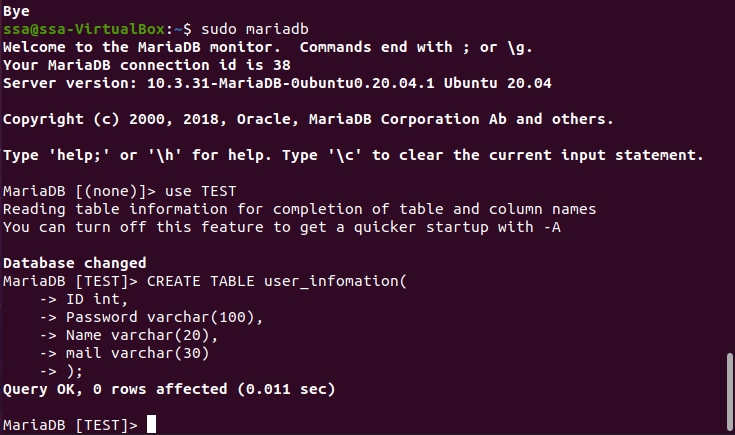 Bye
ssa@ssa-VirtualBox:~$ sudo mariadb
Welcome to the MariaDB monitor.  Commands end with ; or \g.
Your MariaDB connection id is 38
Server version: 10.3.31-MariaDB-0ubuntu0.20.04.1 Ubuntu 20.04

Copyright (c) 2000, 2018, Oracle, MariaDB Corporation Ab and others.

Type 'help;' or '\h' for help. Type '\c' to clear the current input statement.

MariaDB [(none)]> use TEST
Reading table information for completion of table and column names
You can turn off this feature to get a quicker startup with -A

Database changed
MariaDB [TEST]> CREATE TABLE user_infomation(
    -> ID int,
    -> Password varchar(100),
    -> Name varchar(20),
    -> mail varchar(30)
    -> );
Query OK, 0 rows affected (0.011 sec)

MariaDB [TEST]>